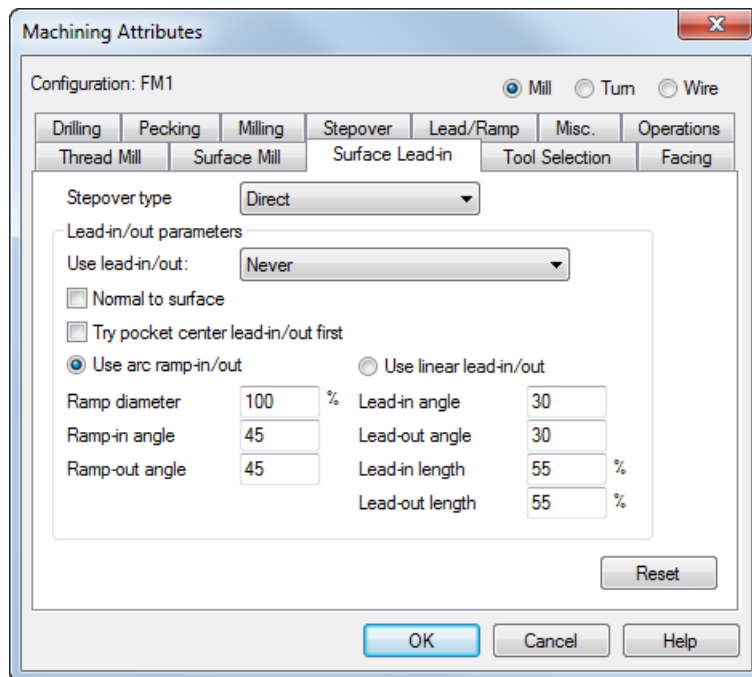 Machining Attributes
Configuration: FM1 Mill Turn Wire
Drilling Pecking Milling Stepover Lead/Ramp Misc. Operations
Thread Mill Surface Mill Surface Lead-in Tool Selection Facing
Stepover type Direct
Lead-in/out parameters
Use lead-in/out: Never
Normal to surface
Try pocket center lead-in/out first
Use arc ramp-in/out Use linear lead-in/out
Ramp diameter 100 % Lead-in angle 30
Ramp-in angle 45 Lead-out angle 30
Ramp-out angle 45 Lead-in length 55 %
Lead-out length 55 %
Reset
OK Cancel Help